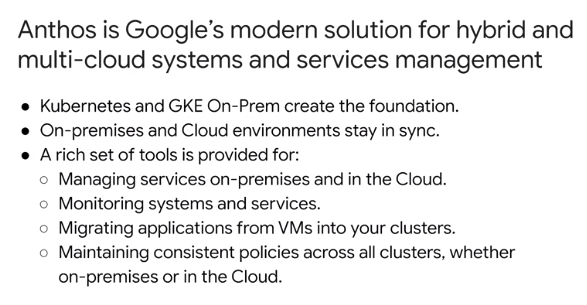 Anthos is Google’s modern solution for hybrid and
multi-cloud systems and services management
● Kubernetes and GKE On-Prem create the foundation.
● On-premises and Cloud environments stay in sync.
● A rich set of tools is provided for:
○ Managing services on-premises and in the Cloud.
○ Monitoring systems and services.
○ Migrating applications from VMs into your clusters.
○ Maintaining consistent policies across all clusters, whether
on-premises or in the Cloud.